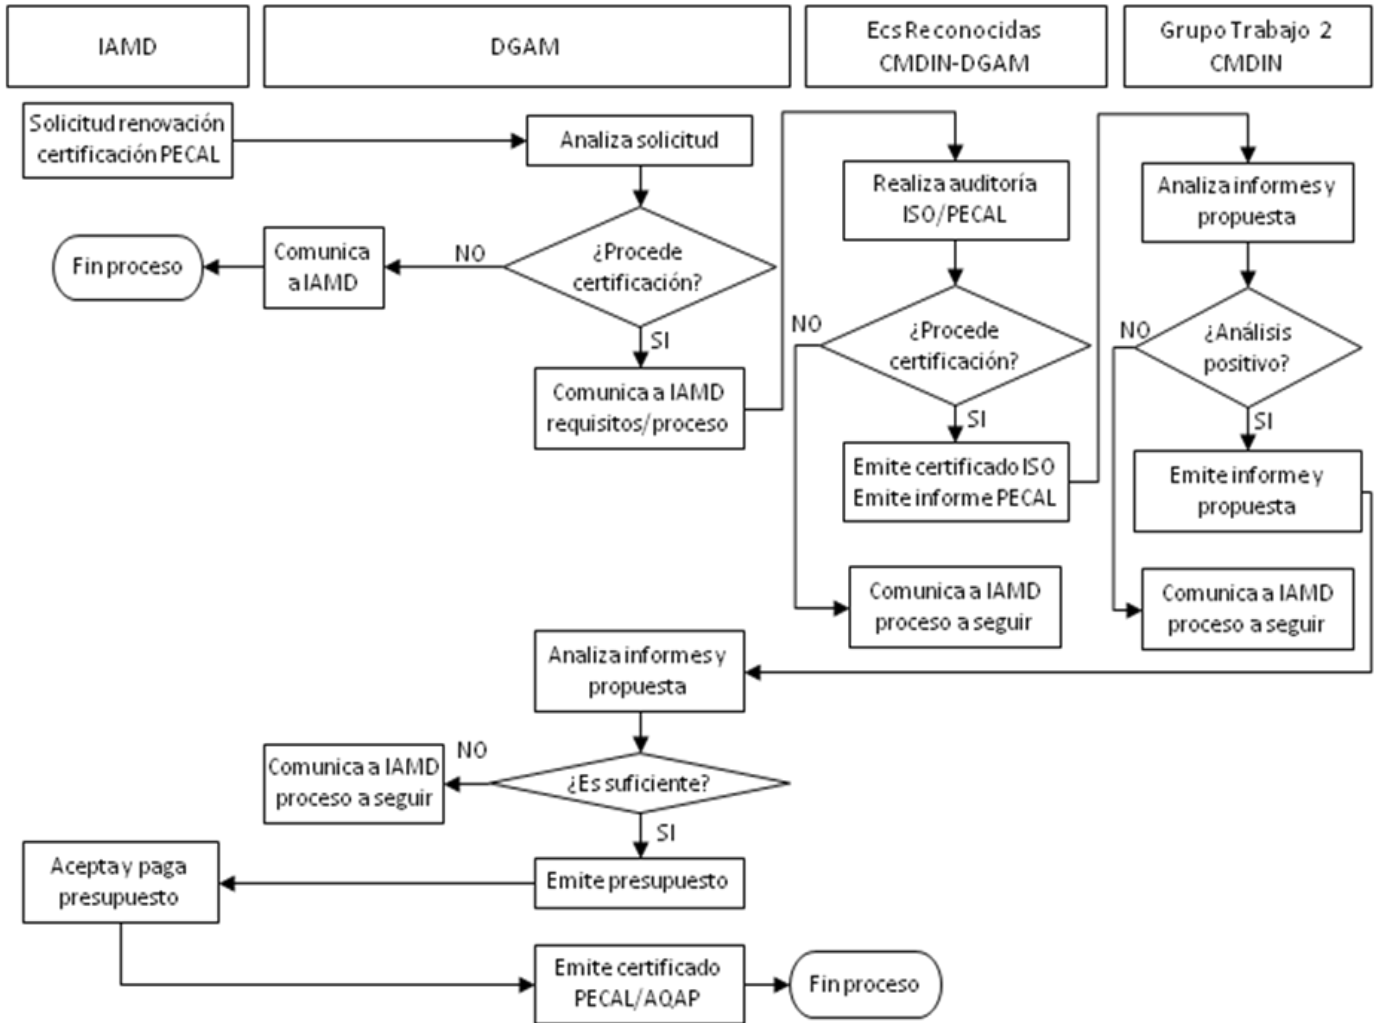 IAMD
DGAM
Ecs Reconocidas
CMDIN-DGAM
Grupo Trabajo 2
CMDIN
Solicitud renovación
certificación PECAL
Analiza solicitud
¿Procede
certificación?
NO
Comunica
a IAMD
Fin proceso
SI
Comunica a IAMD
requisitos/proceso
Realiza auditoría
ISO/PECAL
¿Procede
certificación?
NO
SI
Emite certificado ISO
Emite informe PECAL
Comunica a IAMD
proceso a seguir
Analiza informes y
propuesta
¿Análisis
positivo?
NO
SI
Emite informe y
propuesta
Comunica a IAMD
proceso a seguir
Analiza informes y
propuesta
¿Es suficiente?
NO
Comunica a IAMD
proceso a seguir
SI
Emite presupuesto
Acepta y paga
presupuesto
Emite certificado
PECAL/AQAP
Fin proceso